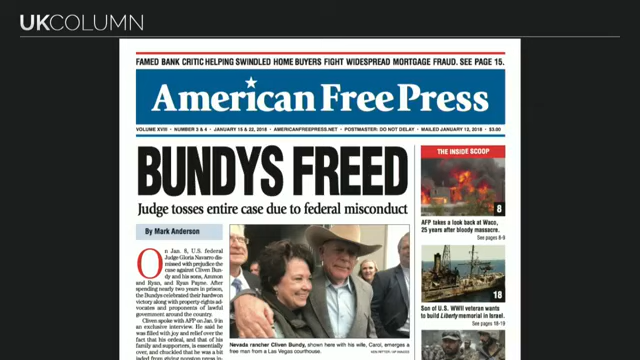 UKCOLUMN
FAMED BANK CRITIC HELPING SWINDLED HOME BUYERS FIGHT WIDESPREAD MORTGAGE FRAUD. SEE PAGE 15.
American Free Press
VOLUME XVIII • NUMBER 3 & 4 • JANUARY 15 & 22, 2018 • AMERICANFREEPRESS.NET • POSTMASTER: DO NOT DELAY • MAILED JANUARY 12, 2018 • $3.00
BUNDYS FREED
Judge tosses entire case due to federal misconduct
By Mark Anderson
On Jan. 8, U.S. federal
Judge Gloria Navarro dis-
missed with prejudice the
case against Cliven Bun-
dy and his sons, Ammon
and Ryan, and Ryan Payne. After
spending nearly two years in prison,
the Bundys celebrated their hardwon
victory along with property rights ad-
vocates and proponents of lawful
government around the country.
Cliven spoke with AFP on Jan. 9 in
an exclusive interview. He said he
was filled with joy and relief over the
fact that his ordeal, and that of his
family and supporters, is essential-
ly over, and chuckled that he was a bit
Nevada rancher Cliven Bundy, shown here with his wife, Carol, emerges a
free man from a Las Vegas courthouse.
THE INSIDE SCOOP
8
AFP takes a look back at Waco,
25 years after bloody massacre.
See pages 8-9
18
Son of U.S. WWII veteran wants
to build Liberty memorial in Israel.
See pages 18-19